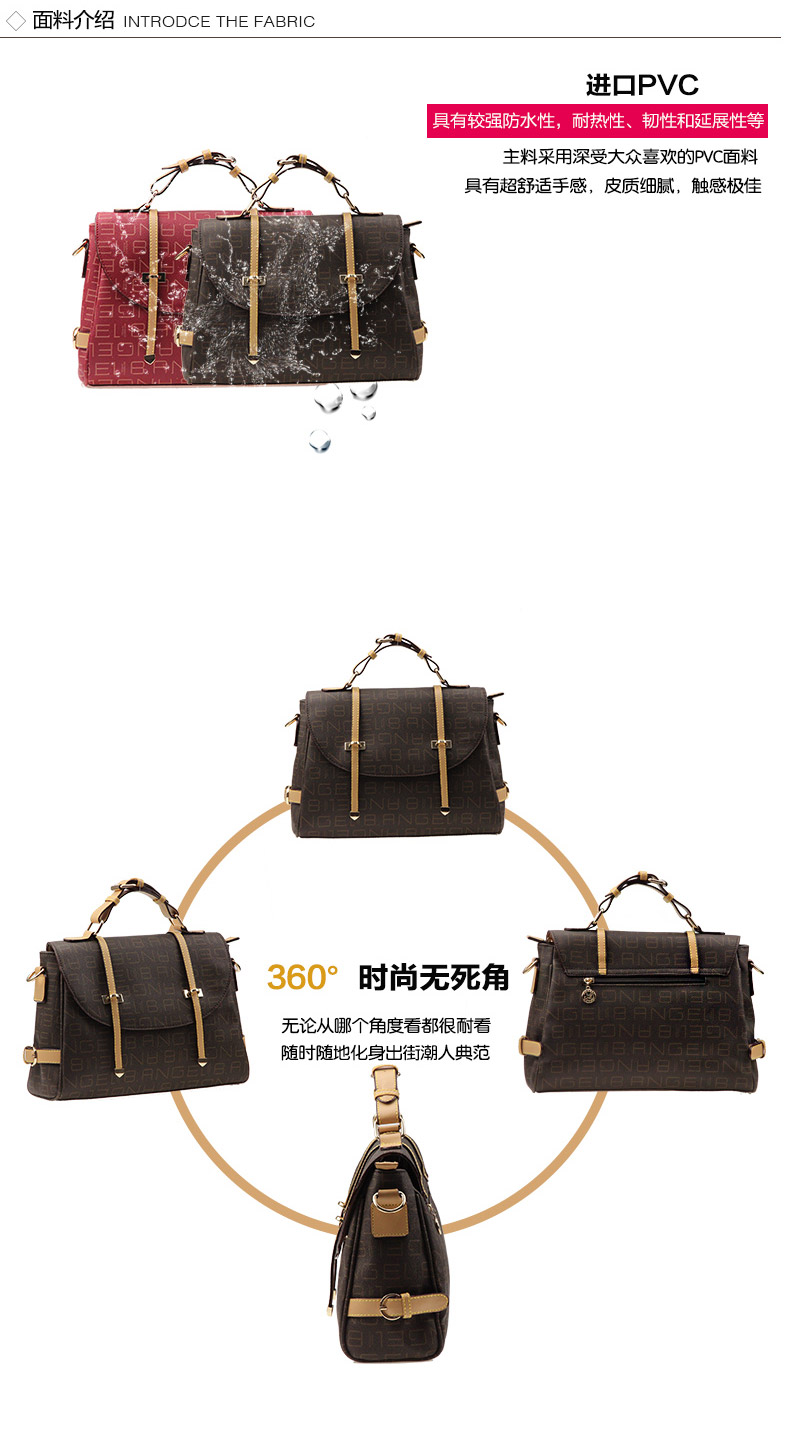 面料介绍 INTRODCE THE FABRIC
进口PVC
具有较强防水性，耐热性、韧性和延展性等
主料采用深受大众喜欢的PVC面料
具有超舒适手感，皮质细腻，触感极佳
360° 时尚无死角
无论从哪个角度看都很耐看
随时随地化身出街潮人典范